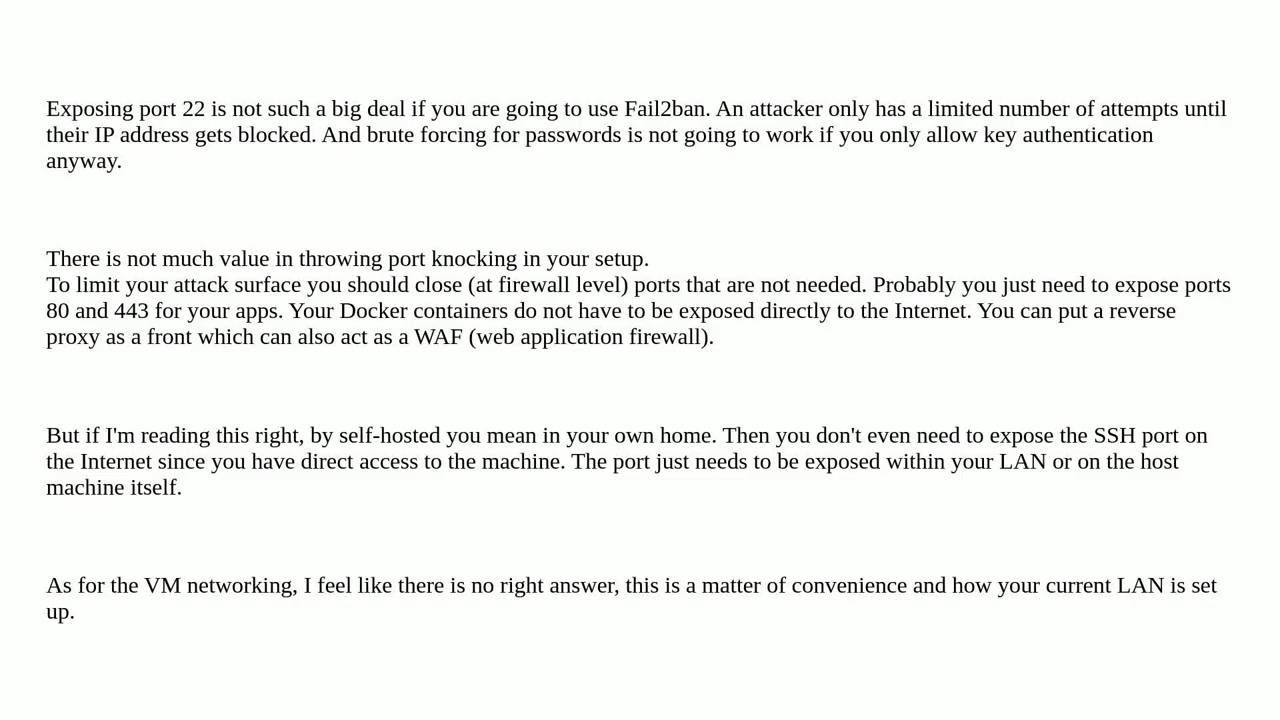 Exposing port 22 is not such a big deal if you are going to use Fail2ban. An attacker only has a limited number of attempts until
their IP address gets blocked. And brute forcing for passwords is not going to work if you only allow key authentication
anyway.
There is not much value in throwing port knocking in your setup.
To limit your attack surface you should close (at firewall level) ports that are not needed. Probably you just need to expose ports
80 and 443 for your apps. Your Docker containers do not have to be exposed directly to the Internet. You can put a reverse
proxy as a front which can also act as a WAF (web application firewall).
But if I'm reading this right, by self-hosted you mean in your own home. Then you don't even need to expose the SSH port on
the Internet since you have direct access to the machine. The port just needs to be exposed within your LAN or on the host
machine itself.
As for the VM networking, I feel like there is no right answer, this is a matter of convenience and how your current LAN is set
up.